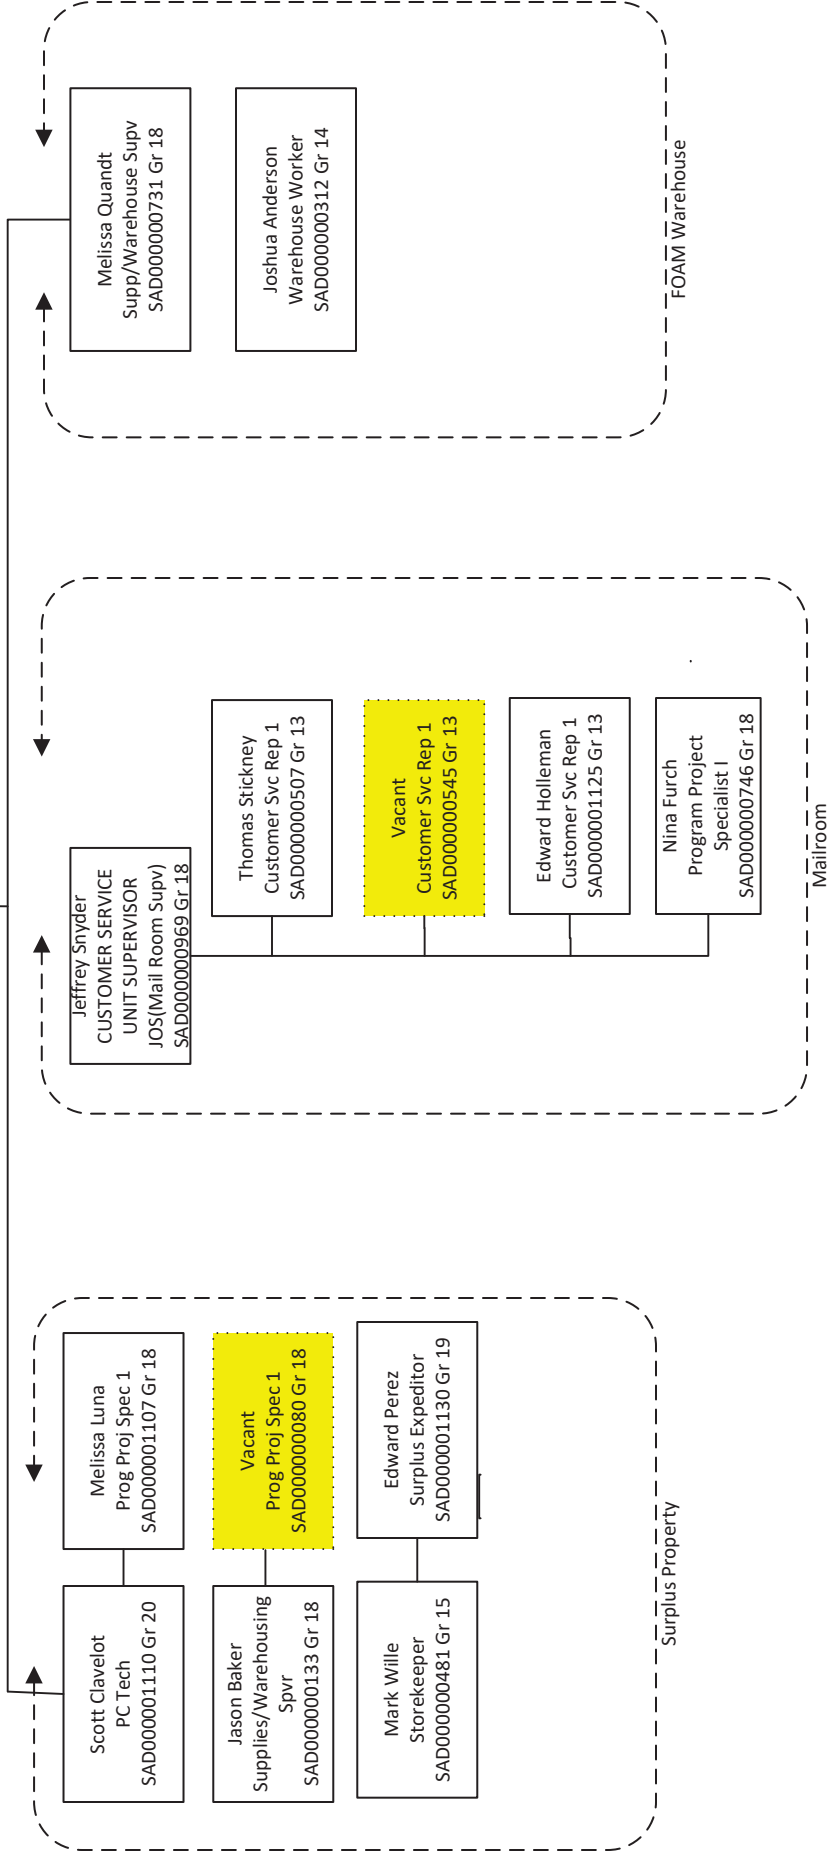 Scott Clavelot
PC Tech
SAD000001110 Gr 20
Melissa Luna
Prog Proj Spec 1
SAD000001107 Gr 18
Jason Baker
Supplies/Warehousing
Spvr
SAD000000133 Gr 18
Vacant
Prog Proj Spec 1
SAD000000080 Gr 18
Mark Wille
Storekeeper
SAD000000481 Gr 15
Edward Perez
Surplus Expeditor
SAD000001130 Gr 19
Surplus Property
Jeffrey Snyder
CUSTOMER SERVICE
UNIT SUPERVISOR
JOS(Mail Room Supv)
SAD000000969 Gr 18
Thomas Stickney
Customer Svc Rep 1
SAD000000507 Gr 13
Vacant
Customer Svc Rep 1
SAD000000545 Gr 13
Edward Holleman
Customer Svc Rep 1
SAD000001125 Gr 13
Nina Furch
Program Project
Specialist I
SAD000000746 Gr 18
Mailroom
Melissa Quandt
Supp/Warehouse Supv
SAD000000731 Gr 18
Joshua Anderson
Warehouse Worker
SAD000000312 Gr 14
FOAM Warehouse